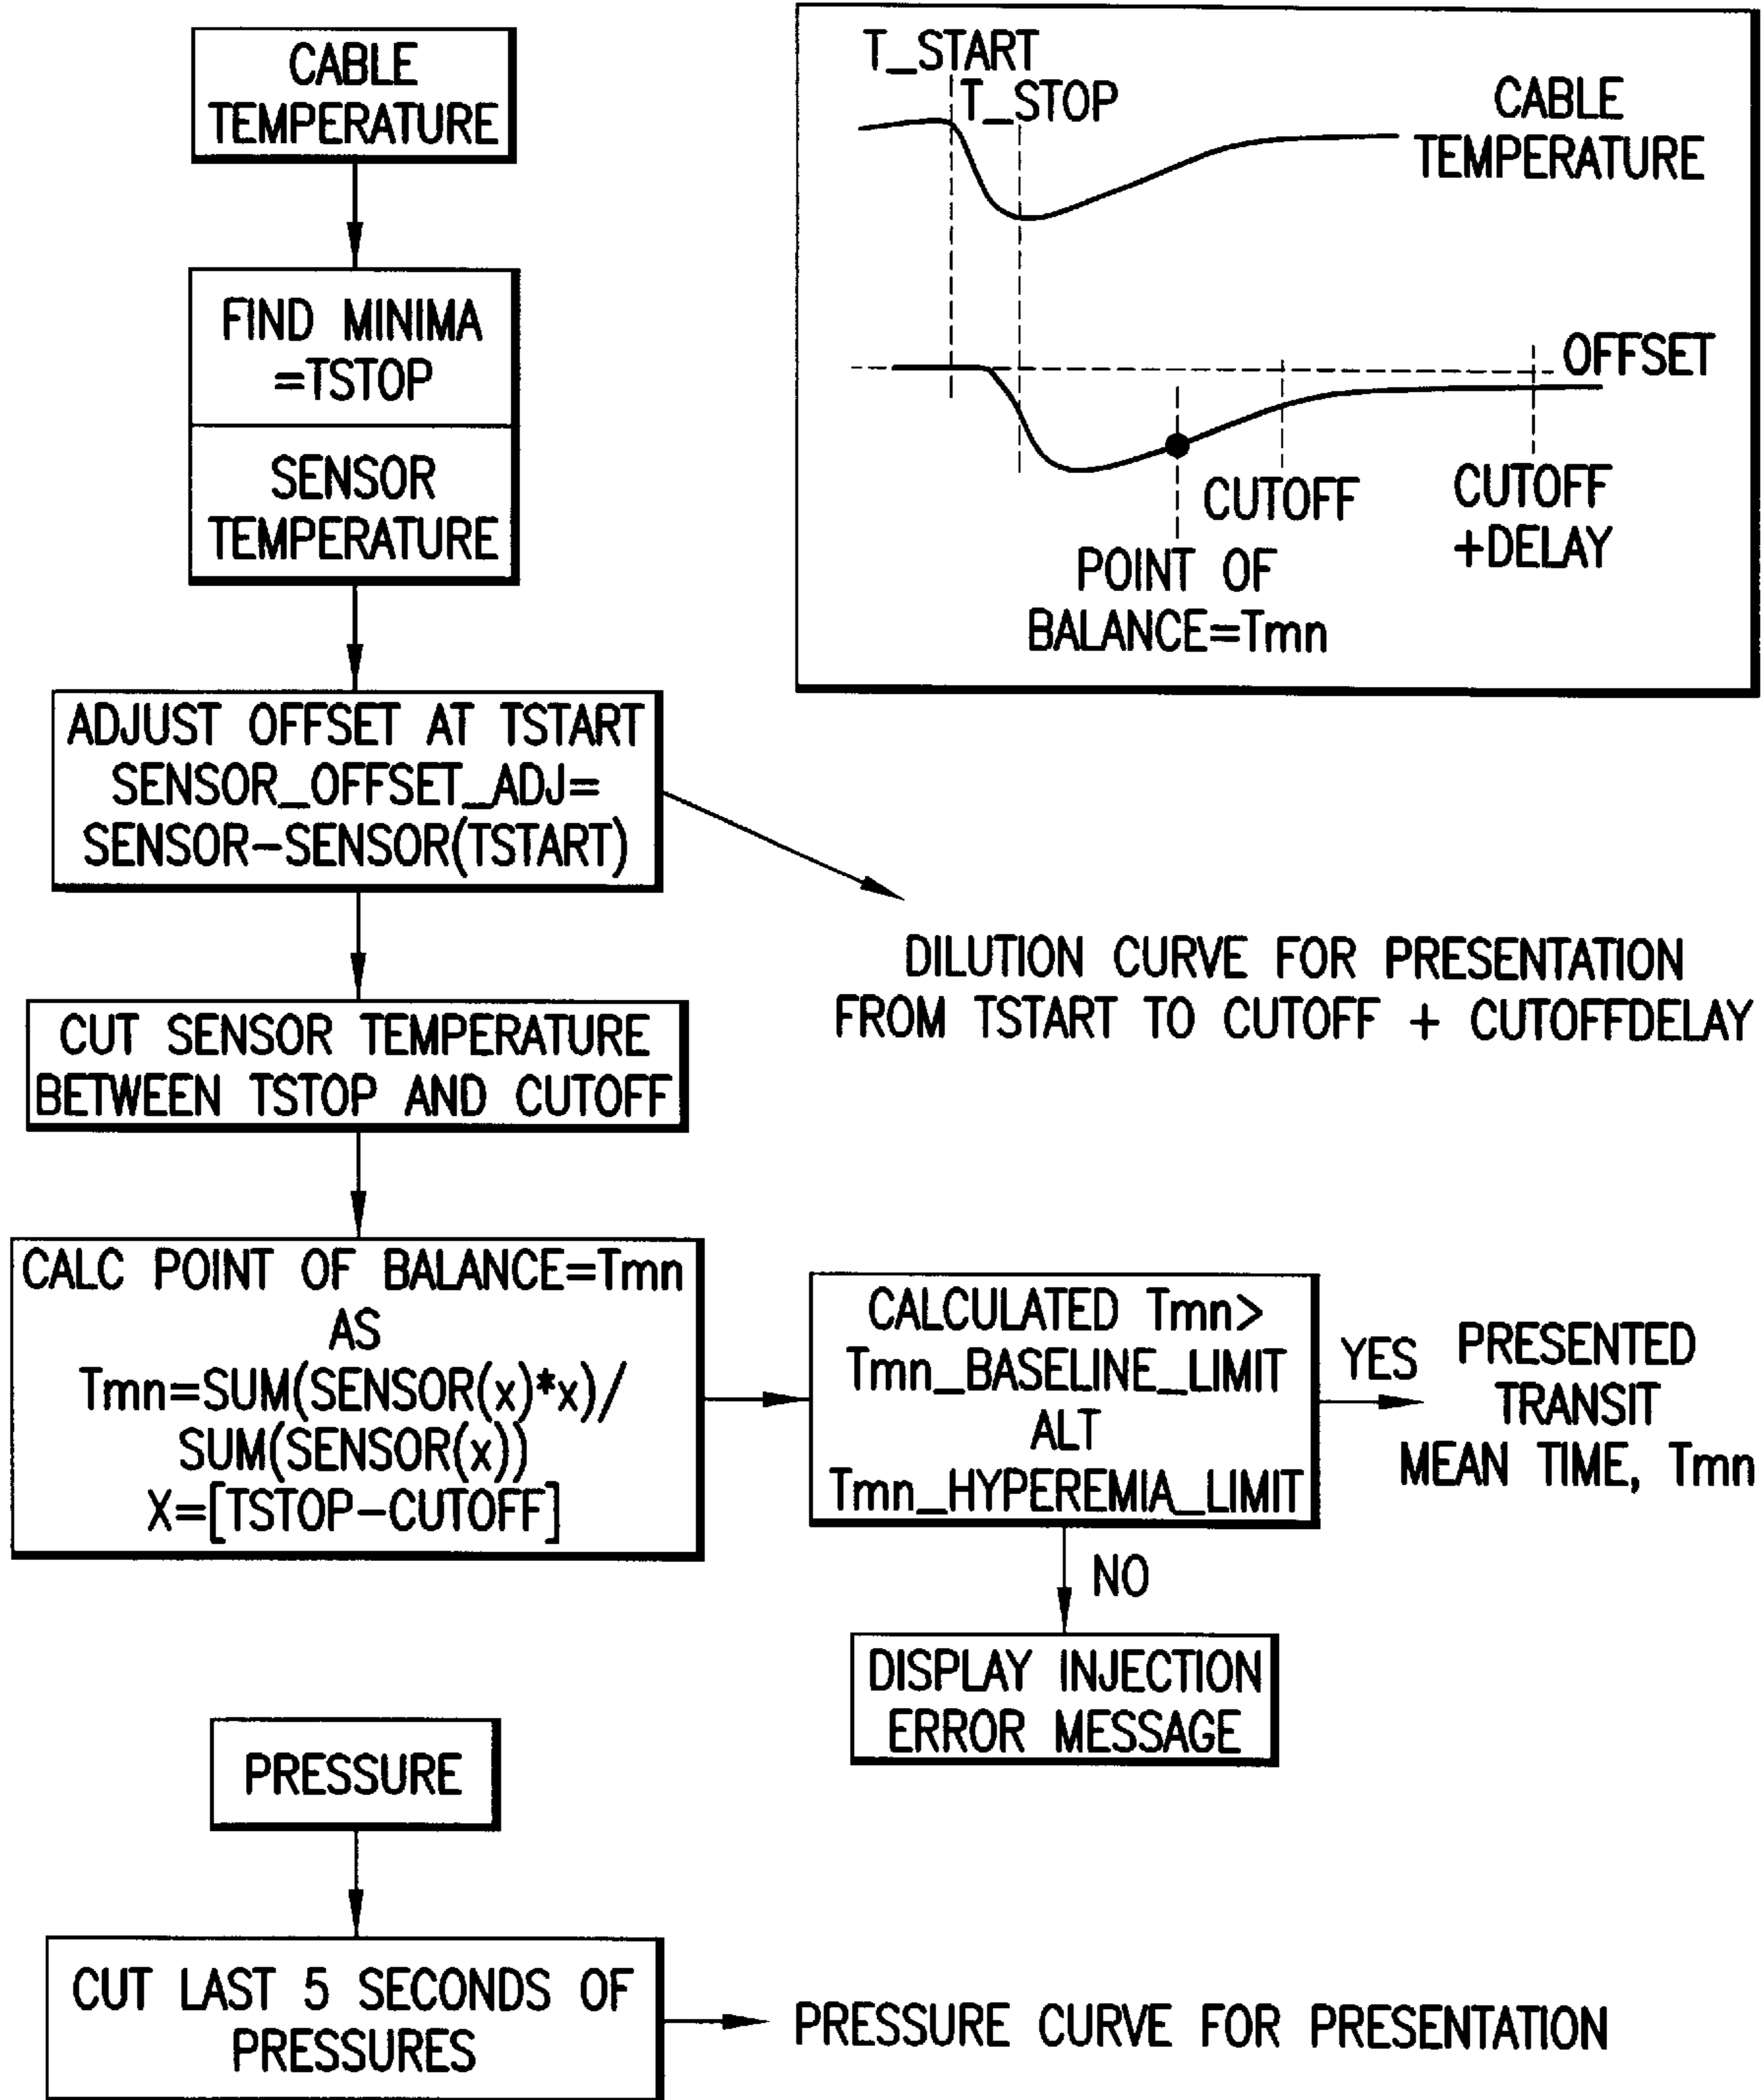 CABLE
TEMPERATURE
FIND MINIMA
=TSTOP
SENSOR
TEMPERATURE
T_START
T_STOP
CABLE
TEMPERATURE
OFFSET
CUTOFF
CUTOFF
+DELAY
POINT OF
BALANCE=Tmn
ADJUST OFFSET AT TSTART
SENSOR_OFFSET_ADJ=
SENSOR-SENSOR(TSTART)
DILUTION CURVE FOR PRESENTATION
FROM TSTART TO CUTOFF + CUTOFFDELAY
CUT SENSOR TEMPERATURE
BETWEEN TSTOP AND CUTOFF
CALC POINT OF BALANCE=Tmn
AS
Tmn=SUM(SENSOR(x)*x)/
SUM(SENSOR(x))
X=[TSTOP-CUTOFF]
CALCULATED Tmn>
Tmn_BASELINE_LIMIT
ALT
Tmn_HYPEREMIA_LIMIT
YES
PRESENTED
TRANSIT
MEAN TIME, Tmn
NO
DISPLAY INJECTION
ERROR MESSAGE
PRESSURE
CUT LAST 5 SECONDS OF
PRESSURES
PRESSURE CURVE FOR PRESENTATION